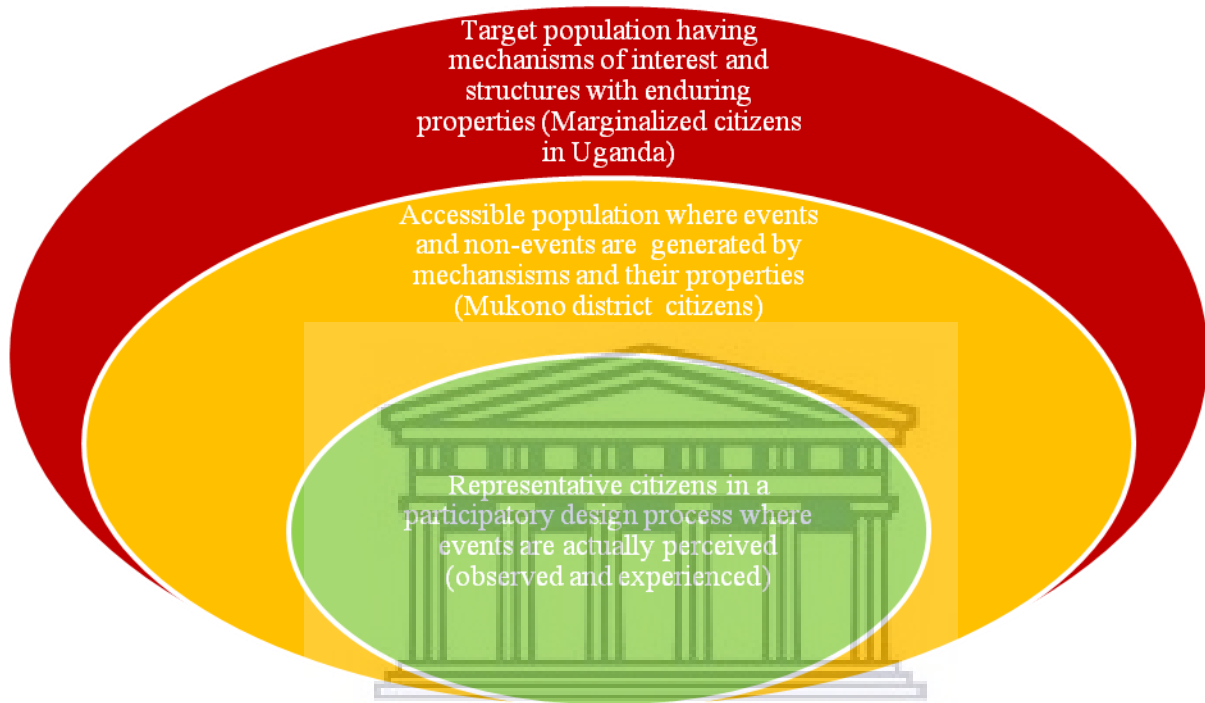 Target population having
mechanisms of interest and
structures with enduring
properties (Marginalized citizens
in Uganda)
Accessible population where events
and non-events are generated by
mechansisms and their properties
(Mukono district citizens)
Representative citizens in a
participatory design process where
events are actually perceived
(observed and experienced)